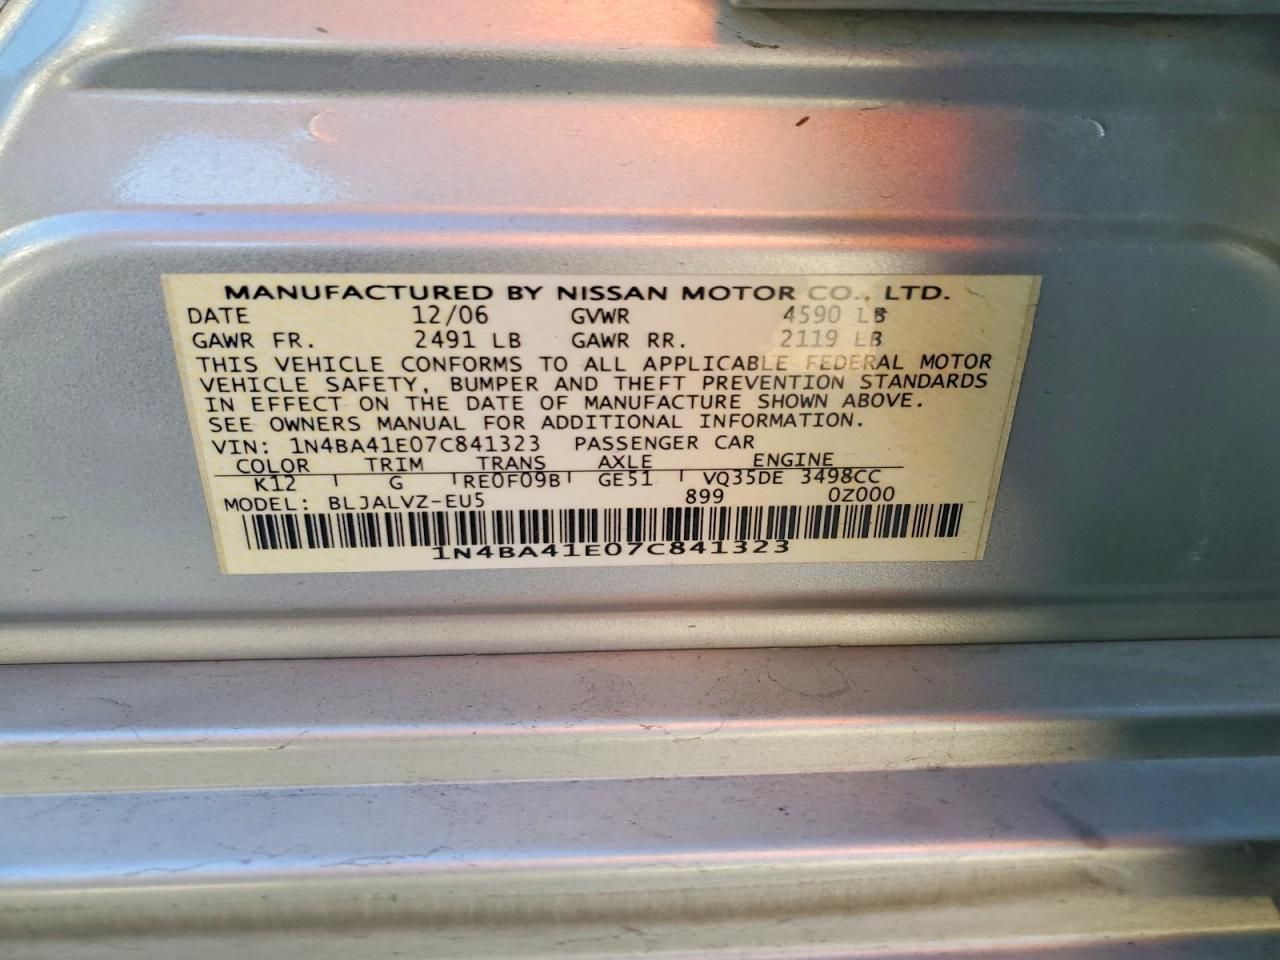 MANUFACTURED BY NISSAN MOTOR CO., LTD.
DATE 12/06 GVWR 4590 LB
GAWR FR. 2491 LB GAWR RR. 2119 LB
THIS VEHICLE CONFORMS TO ALL APPLICABLE FEDERAL MOTOR
VEHICLE SAFETY, BUMPER AND THEFT PREVENTION STANDARDS
IN EFFECT ON THE DATE OF MANUFACTURE SHOWN ABOVE.
SEE OWNERS MANUAL FOR ADDITIONAL INFORMATION.
VIN: 1N4BA41E07C841323 PASSENGER CAR
COLOR TRIM TRANS AXLE ENGINE
K12 G RE0F09B GE51 VQ35DE 3498CC
MODEL: BLJALVZ-EU5 899 0Z000
1N4BA41E07C841323